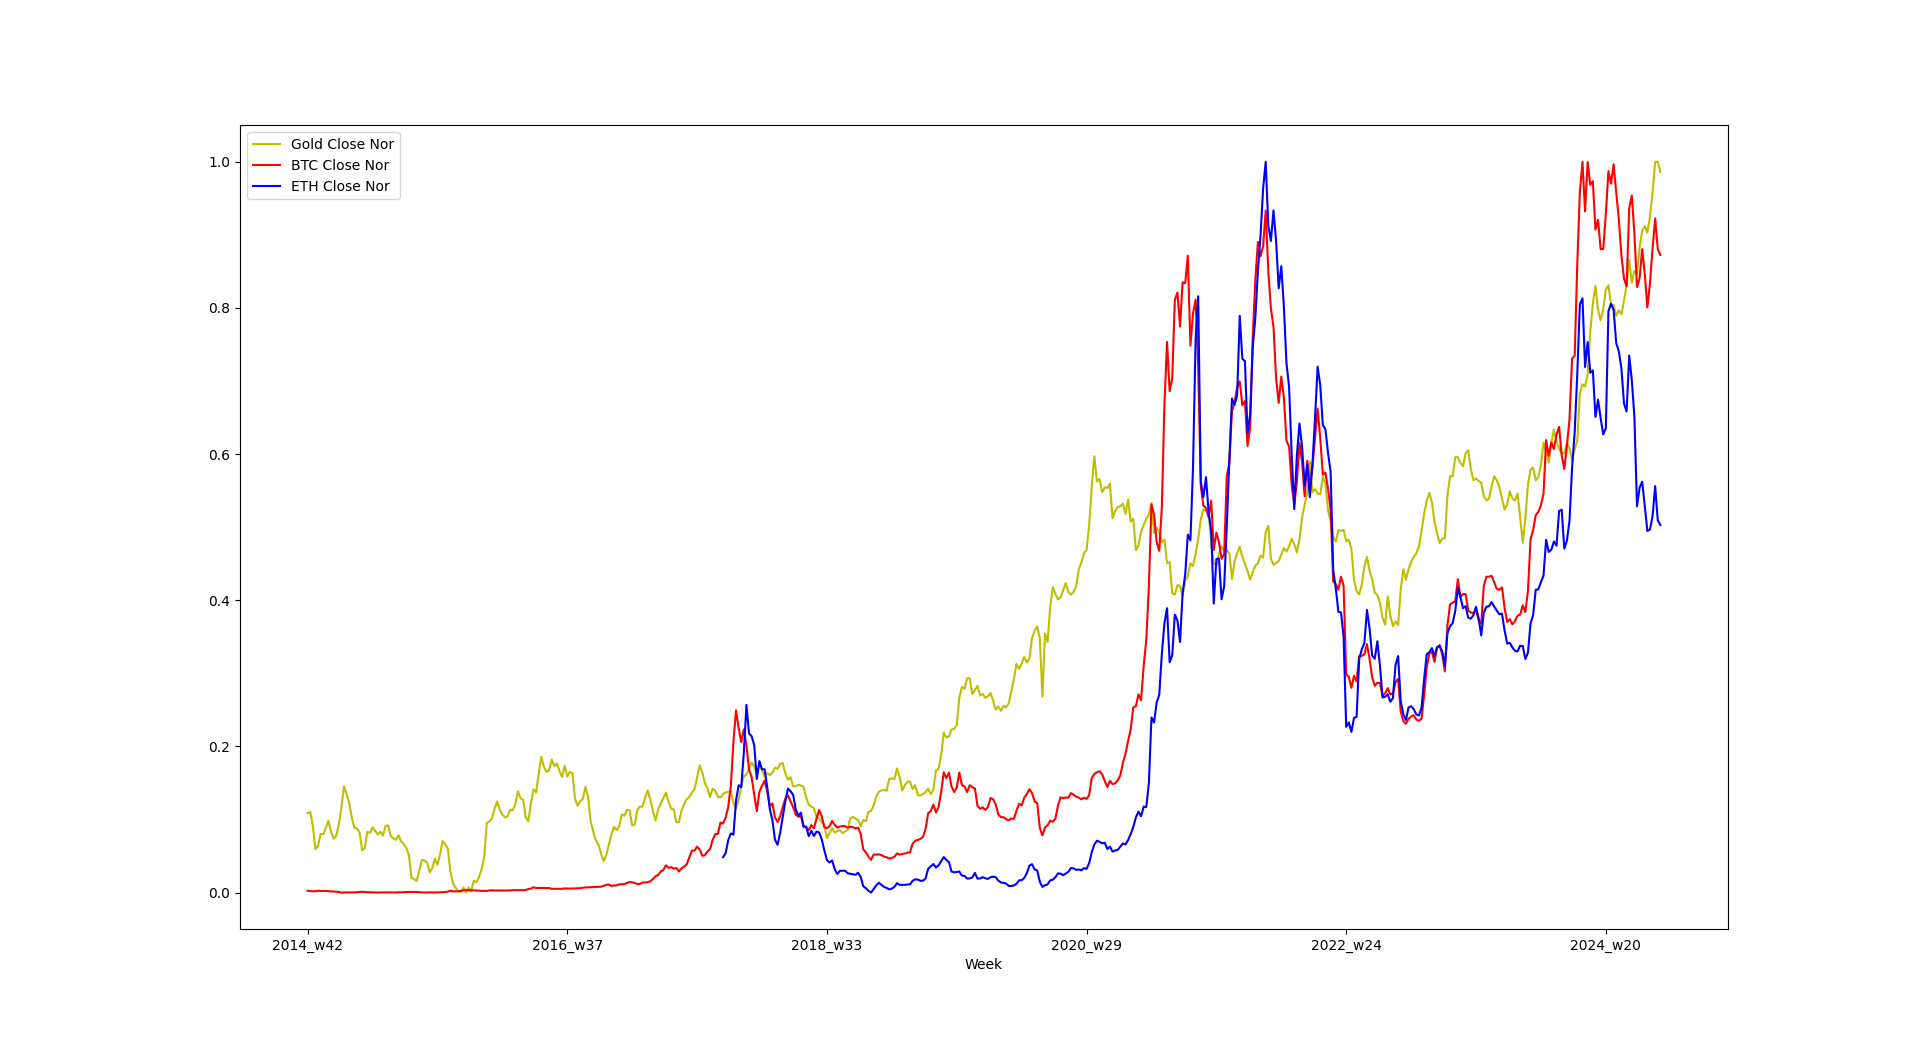 Gold Close Nor
BTC Close Nor
ETH Close Nor
1.0
0.8
0.6
0.4
0.2
0.0
2014_w42 2016_w37 2018_w33 2020_w29 2022_w24 2024_w20
Week